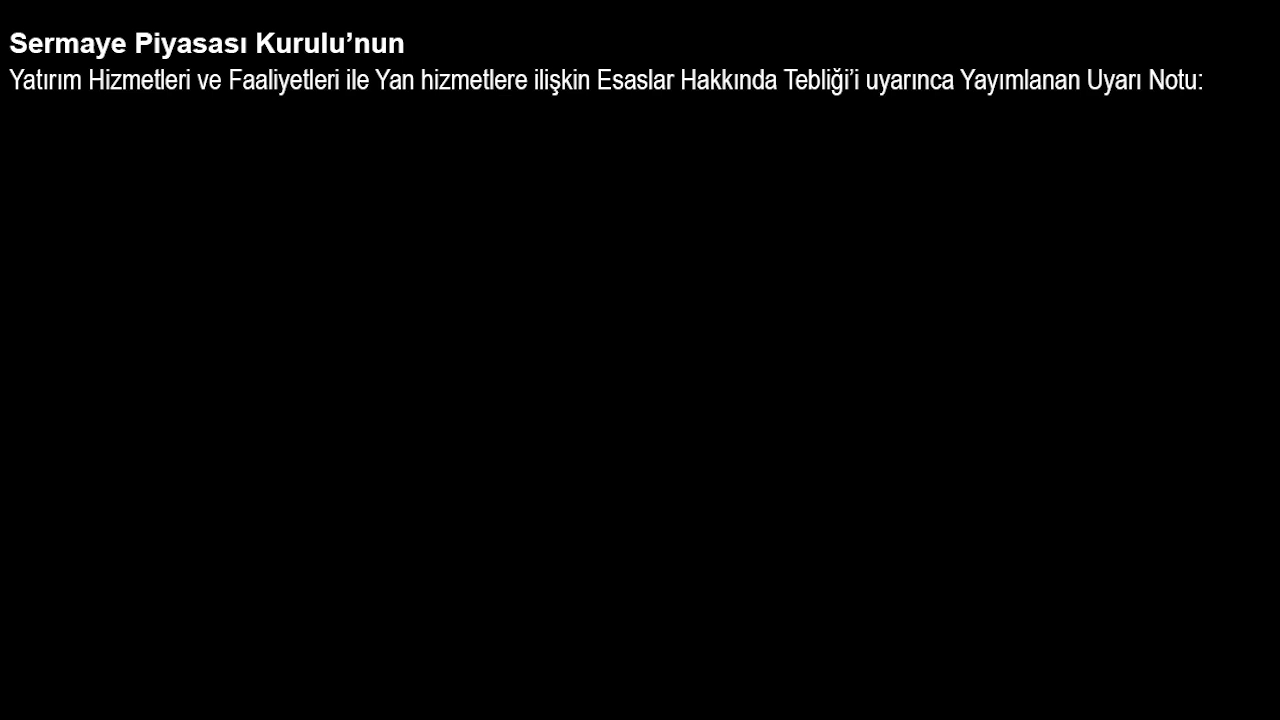 Sermaye Piyasası Kurulu’nun
Yatırım Hizmetleri ve Faaliyetleri ile Yan hizmetlere ilişkin Esaslar Hakkında Tebliği’i uyarınca Yayımlanan Uyarı Notu: